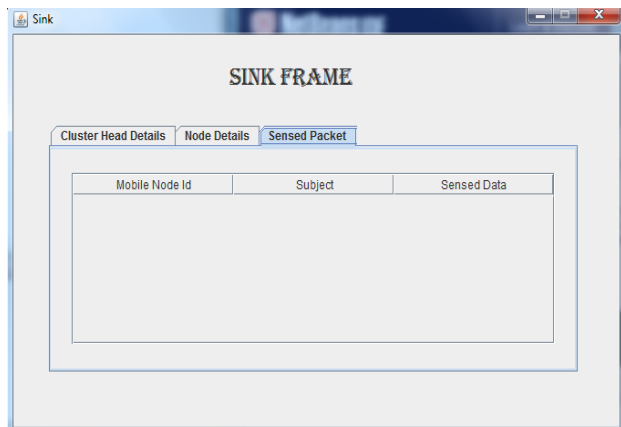 Sink
SINK FRAME
Cluster Head Details Node Details Sensed Packet
Mobile Node Id Subject Sensed Data